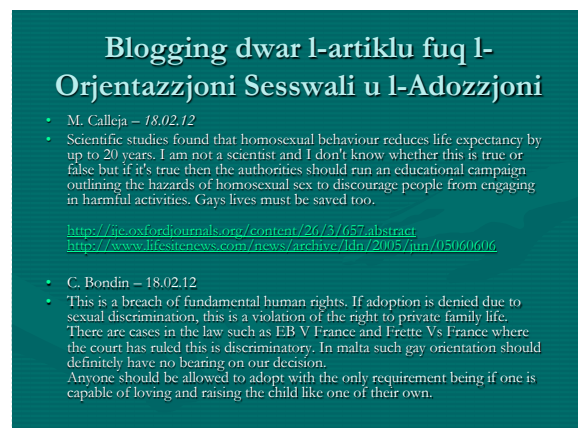 Blogging dwar l-artiklu fuq l-
Orjentazzjoni Sesswali u l-Adozzjoni
• M. Calleja – 18.02.12
• Scientific studies found that homosexual behaviour reduces life expectancy by
up to 20 years. I am not a scientist and I don't know whether this is true or
false but if it's true then the authorities should run an educational campaign
outlining the hazards of homosexual sex to discourage people from engaging
in harmful activities. Gays lives must be saved too.
http://ije.oxfordjournals.org/content/26/3/657.abstract
http://www.lifesitenews.com/news/archive/ldn/2005/jun/05060606
• C. Bondin – 18.02.12
• This is a breach of fundamental human rights. If adoption is denied due to
sexual discrimination, this is a violation of the right to private family life.
There are cases in the law such as EB V France and Frette Vs France where
the court has ruled this is discriminatory. In malta such gay orientation should
definitely have no bearing on our decision.
Anyone should be allowed to adopt with the only requirement being if one is
capable of loving and raising the child like one of their own.